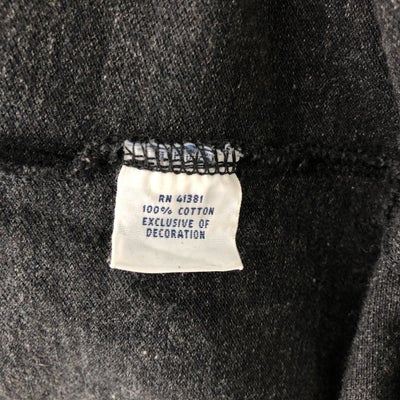 RN 41381
100% COTTON
EXCLUSIVE OF
DECORATION